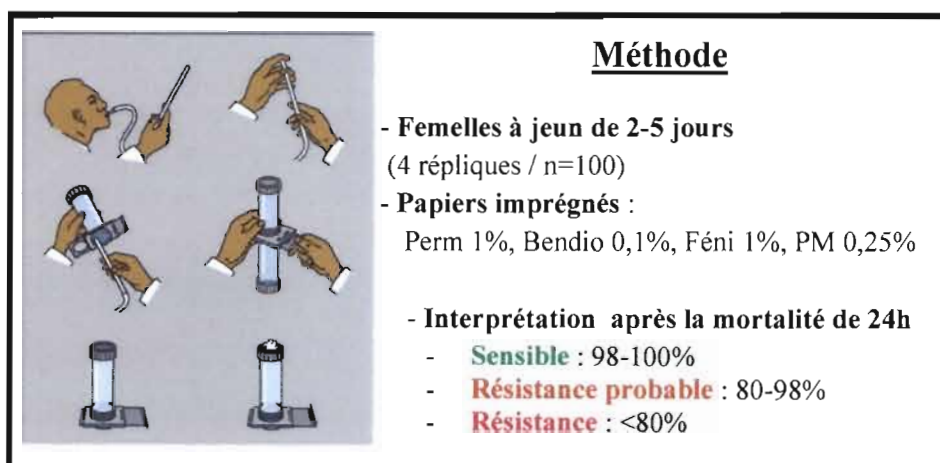 Méthode
- Femelles à jeun de 2-5 jours
(4 répliques / n=100)
- Papiers imprégnés :
Perm 1%, Bendio 0,1%, Féni 1%, PM 0,25%
- Interprétation après la mortalité de 24h
- Sensible : 98-100%
- Résistance probable : 80-98%
- Résistance : <80%